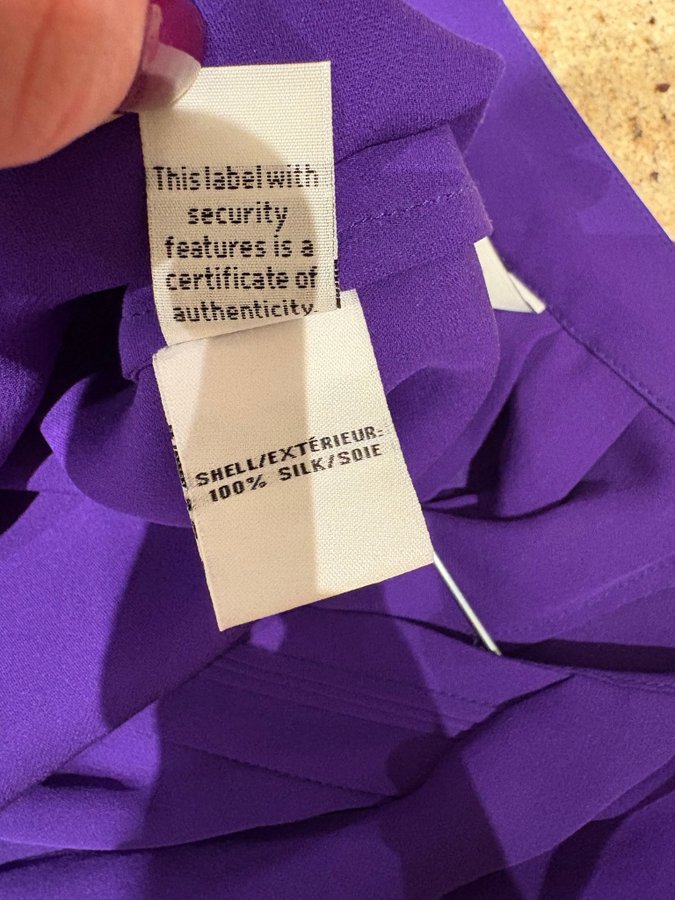 This label with
security
features is a
certificate of
authenticity.
SHELL/EXTÉRIEUR:
100% SILK/SOIE